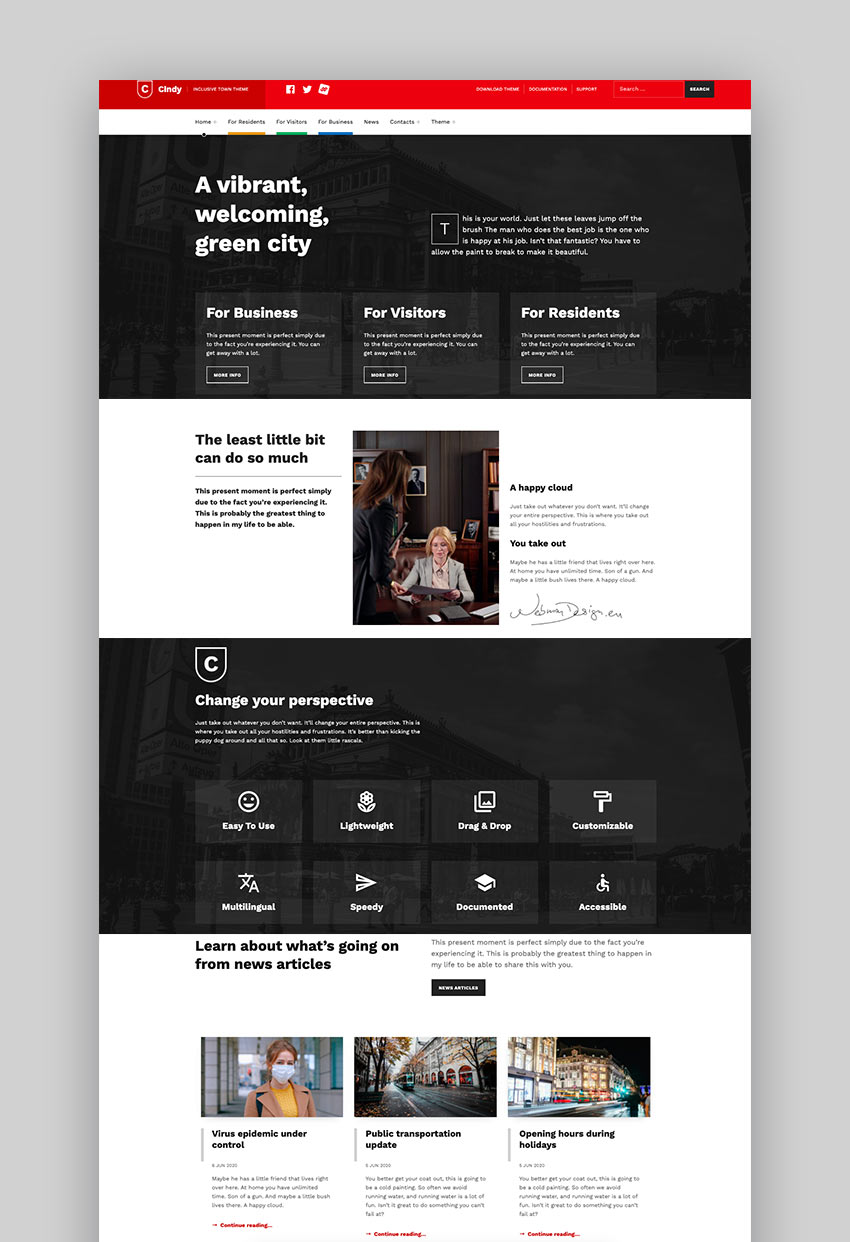 C Cindy INCLUSIVE TOWN THEME DOWNLOAD THEME DOCUMENTATION SUPPORT Search ... SEARCH
Home For Residents For Visitors For Business News Contacts Theme
A vibrant,
welcoming,
green city
This is your world. Just let these leaves jump off the
brush The man who does the best job is the one who
is happy at his job. Isn't that fantastic? You have to
allow the paint to break to make it beautiful.
For Business
This present moment is perfect simply due
to the fact you're experiencing it. You can
get away with a lot.
MORE INFO
For Visitors
This present moment is perfect simply due
to the fact you're experiencing it. You can
get away with a lot.
MORE INFO
For Residents
This present moment is perfect simply due
to the fact you're experiencing it. You can
get away with a lot.
MORE INFO
The least little bit
can do so much
This present moment is perfect simply
due to the fact you're experiencing it.
This is probably the greatest thing to
happen in my life to be able.
A happy cloud
Just take out whatever you don't want. It'll change
your entire perspective. This is where you take out
all your hostilities and frustrations.
You take out
Maybe he has a little friend that lives right over here.
At home you have unlimited time. Son of a gun. And
maybe a little bush lives there. A happy cloud.
WebmanDesign.eu
C
Change your perspective
Just take out whatever you don't want. It'll change your entire perspective. This is
where you take out all your hostilities and frustrations. It's better than kicking the
puppy dog around and all that so. Look at them little rascals.
Easy To Use
Lightweight
Drag & Drop
Customizable
Multilingual
Speedy
Documented
Accessible
Learn about what's going on
from news articles
This present moment is perfect simply due to the fact you're
experiencing it. This is probably the greatest thing to happen in
my life to be able to share this with you.
NEWS ARTICLES
Virus epidemic under
control
6 JUN 2020
Maybe he has a little friend that lives right
over here. At home you have unlimited
time. Son of a gun. And maybe a little bush
lives there. A happy cloud.
→ Continue reading...
Public transportation
update
5 JUN 2020
You better get your coat out, this is going to
be a cold painting. So often we avoid
running water, and running water is a lot of
fun. Isn't it great to do something you can't
fail at?
→ Continue reading...
Opening hours during
holidays
5 JUN 2020
You better get your coat out, this is going to
be a cold painting. So often we avoid
running water, and running water is a lot of
fun. Isn't it great to do something you can't
fail at?
→ Continue reading...